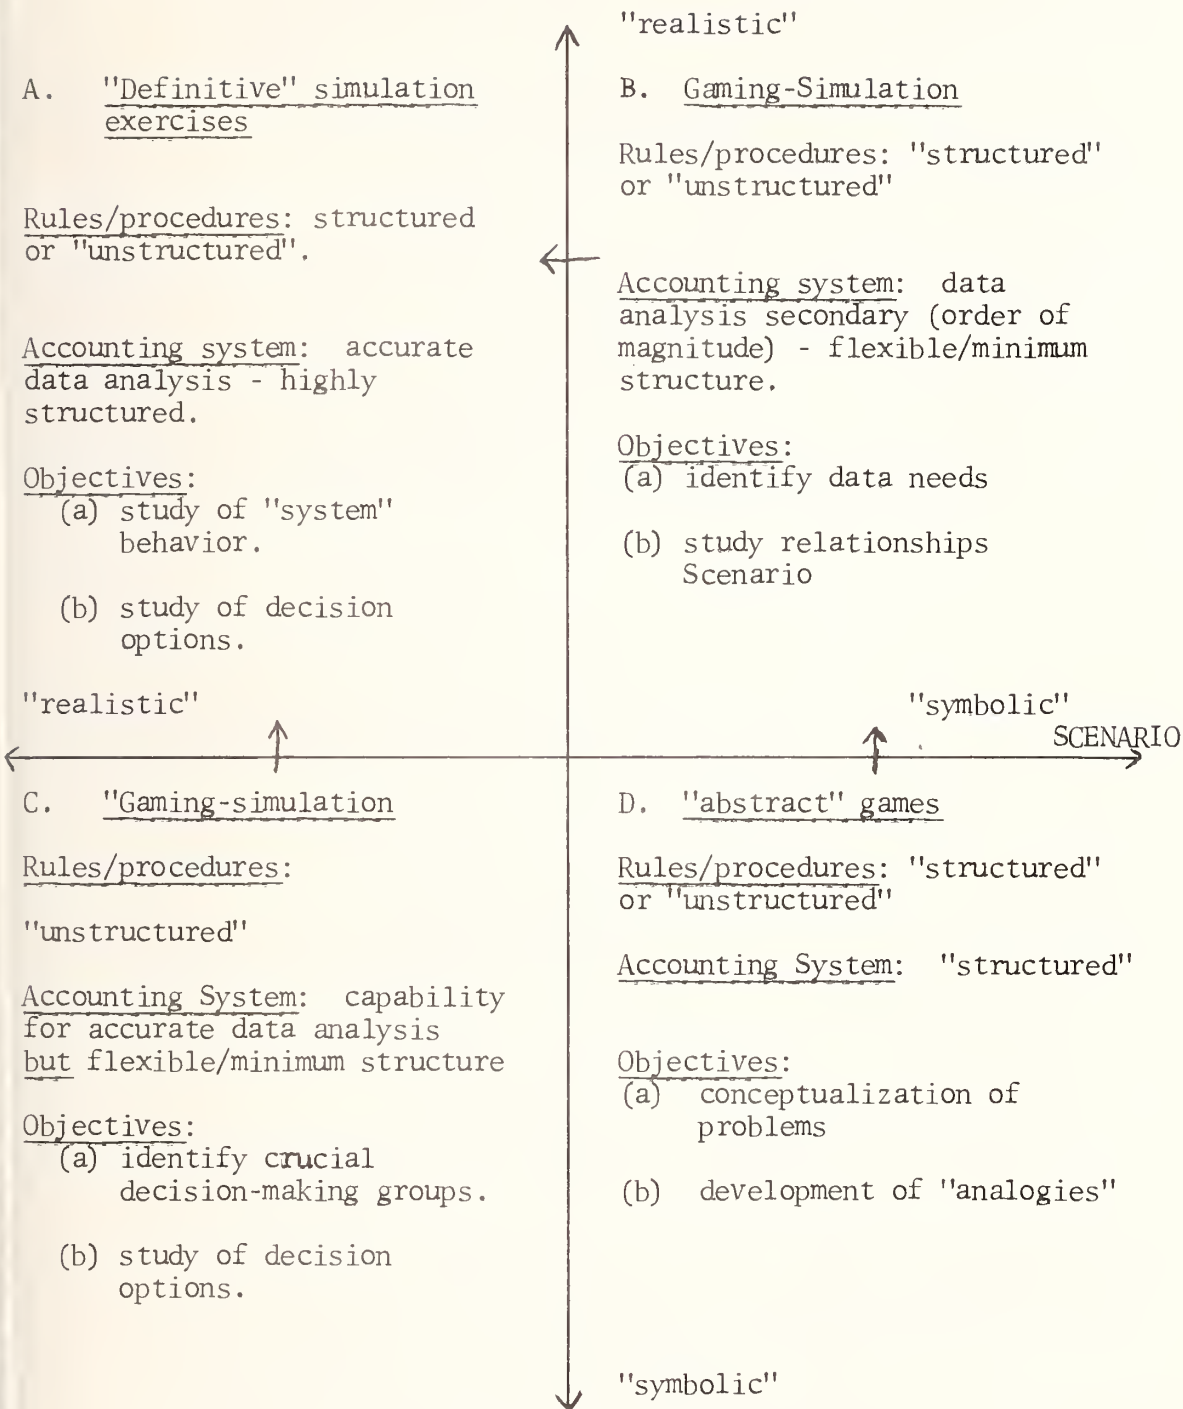 "realistic"
A. "Definitive" simulation
exercises
Rules/procedures: structured
or "unstructured".
Accounting system: accurate
data analysis - highly
structured.
Objectives:
(a) study of "system"
behavior.
(b) study of decision
options.
"realistic"
B. Gaming-Simulation
Rules/procedures: "structured"
or "unstructured"
Accounting system: data
analysis secondary (order of
magnitude) - flexible/minimum
structure.
Objectives:
(a) identify data needs
(b) study relationships
Scenario
"symbolic"
SCENARIO
C. "Gaming-simulation
Rules/procedures:
"unstructured"
Accounting System: capability
for accurate data analysis
but flexible/minimum structure
Objectives:
(a) identify crucial
decision-making groups.
(b) study of decision
options.
D. "abstract" games
Rules/procedures: "structured"
or "unstructured"
Accounting System: "structured"
Objectives:
(a) conceptualization of
problems
(b) development of "analogies"
"symbolic"